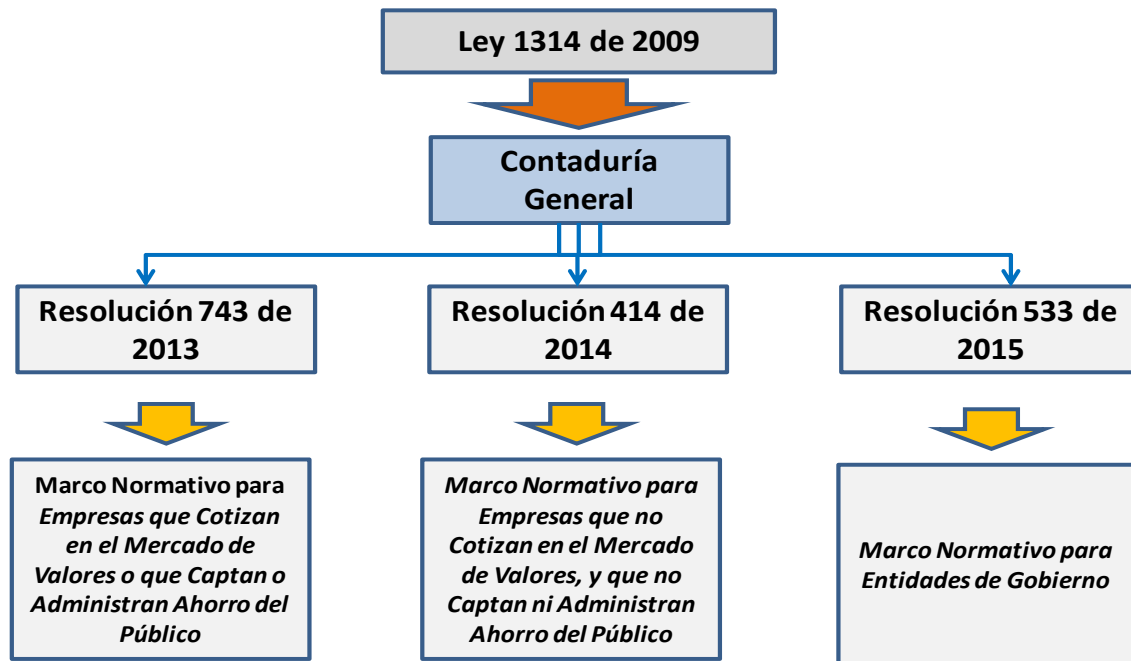 Ley 1314 de 2009
Contaduría
General
Resolución 743 de
2013
Resolución 414 de
2014
Resolución 533 de
2015
Marco Normativo para
Empresas que Cotizan
en el Mercado de
Valores o que Captan o
Administran Ahorro del
Público
Marco Normativo para
Empresas que no
Cotizan en el Mercado
de Valores, y que no
Captan ni Administran
Ahorro del Público
Marco Normativo para
Entidades de Gobierno